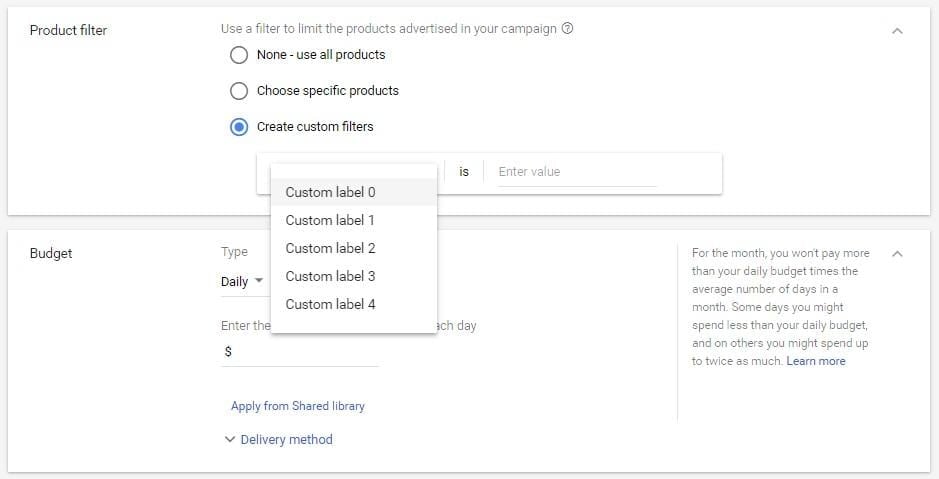 Product filter
Use a filter to limit the products advertised in your campaign
None - use all products
Choose specific products
Create custom filters
is
Enter value
Custom label 0
Custom label 1
Custom label 2
Custom label 3
Custom label 4
Budget
Type
Daily
Enter the
ach day
$
Apply from Shared library
Delivery method
For the month, you won't pay more
than your daily budget times the
average number of days in a
month. Some days you might
spend less than your daily budget,
and on others you might spend up
to twice as much. Learn more